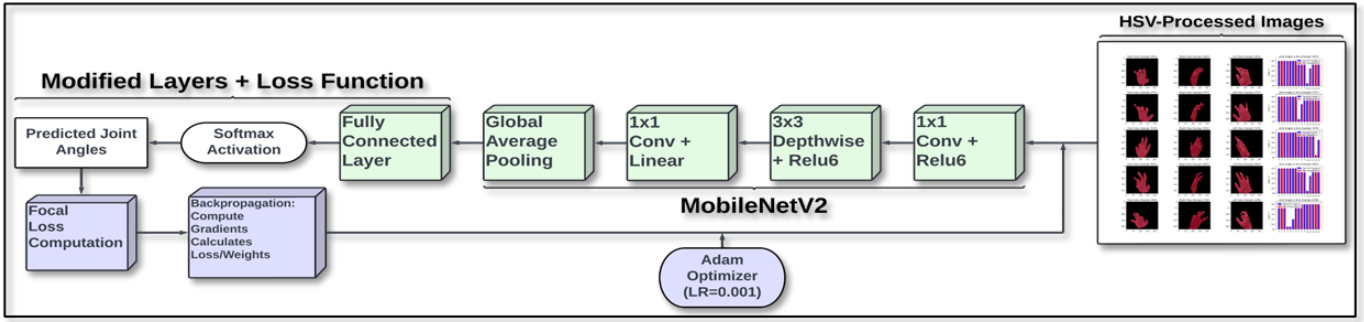 HSV-Processed Images
Modified Layers + Loss Function
Predicted Joint
Angles
Softmax
Activation
Fully
Connected
Layer
Global
Average
Pooling
1x1
Conv +
Linear
3x3
Depthwise
+ Relu6
1x1
Conv +
Relu6
MobileNetV2
Focal
Loss
Computation
Backpropagation:
Compute
Gradients
Calculates
Loss/Weights
Adam
Optimizer
(LR=0.001)